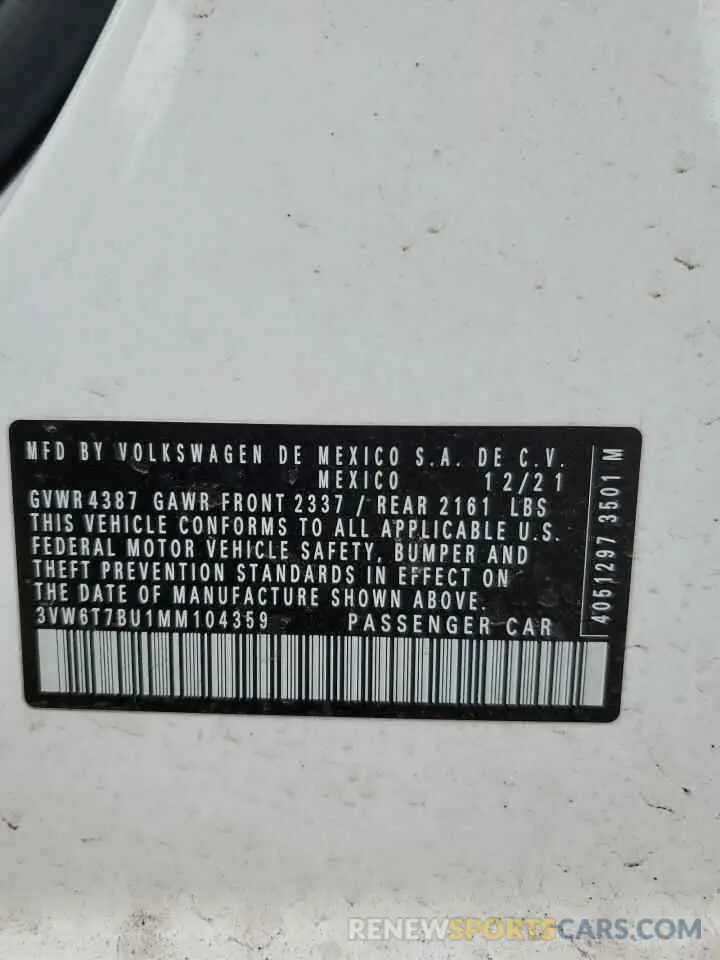 MFD BY VOLKSWAGEN DE MEXICO S.A. DE C.V.
MEXICO 12/21
GVWR 4387 GAWR FRONT 2337 / REAR 2161 LBS
THIS VEHICLE CONFORMS TO ALL APPLICABLE U.S.
FEDERAL MOTOR VEHICLE SAFETY, BUMPER AND
THEFT PREVENTION STANDARDS IN EFFECT ON
THE DATE OF MANUFACTURE SHOWN ABOVE.
3VW6T7BU1MM104359 PASSENGER CAR
4051297 3501 M
RENEWSPORTSCARS.COM